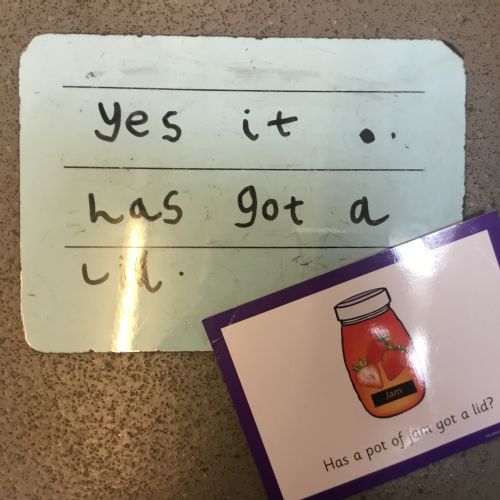 yes it .
has got a
lid.
Jam
Has a pot of jam got a lid?